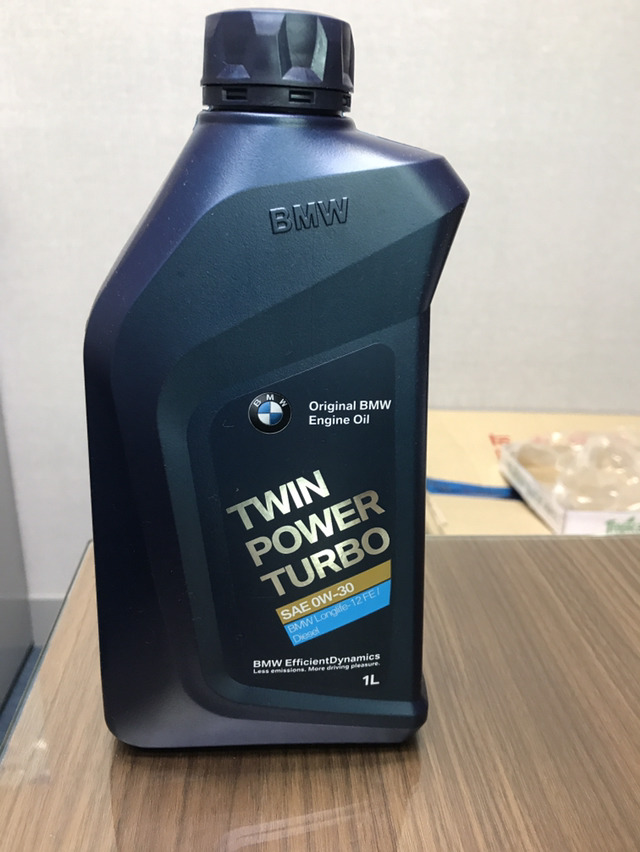 BMW
BMW
Original BMW
Engine Oil
TWIN
POWER
TURBO
SAE 0W-30
BMW Longlife-12 FE /
Diesel
BMW EfficientDynamics
Less emissions. More driving pleasure.
1L